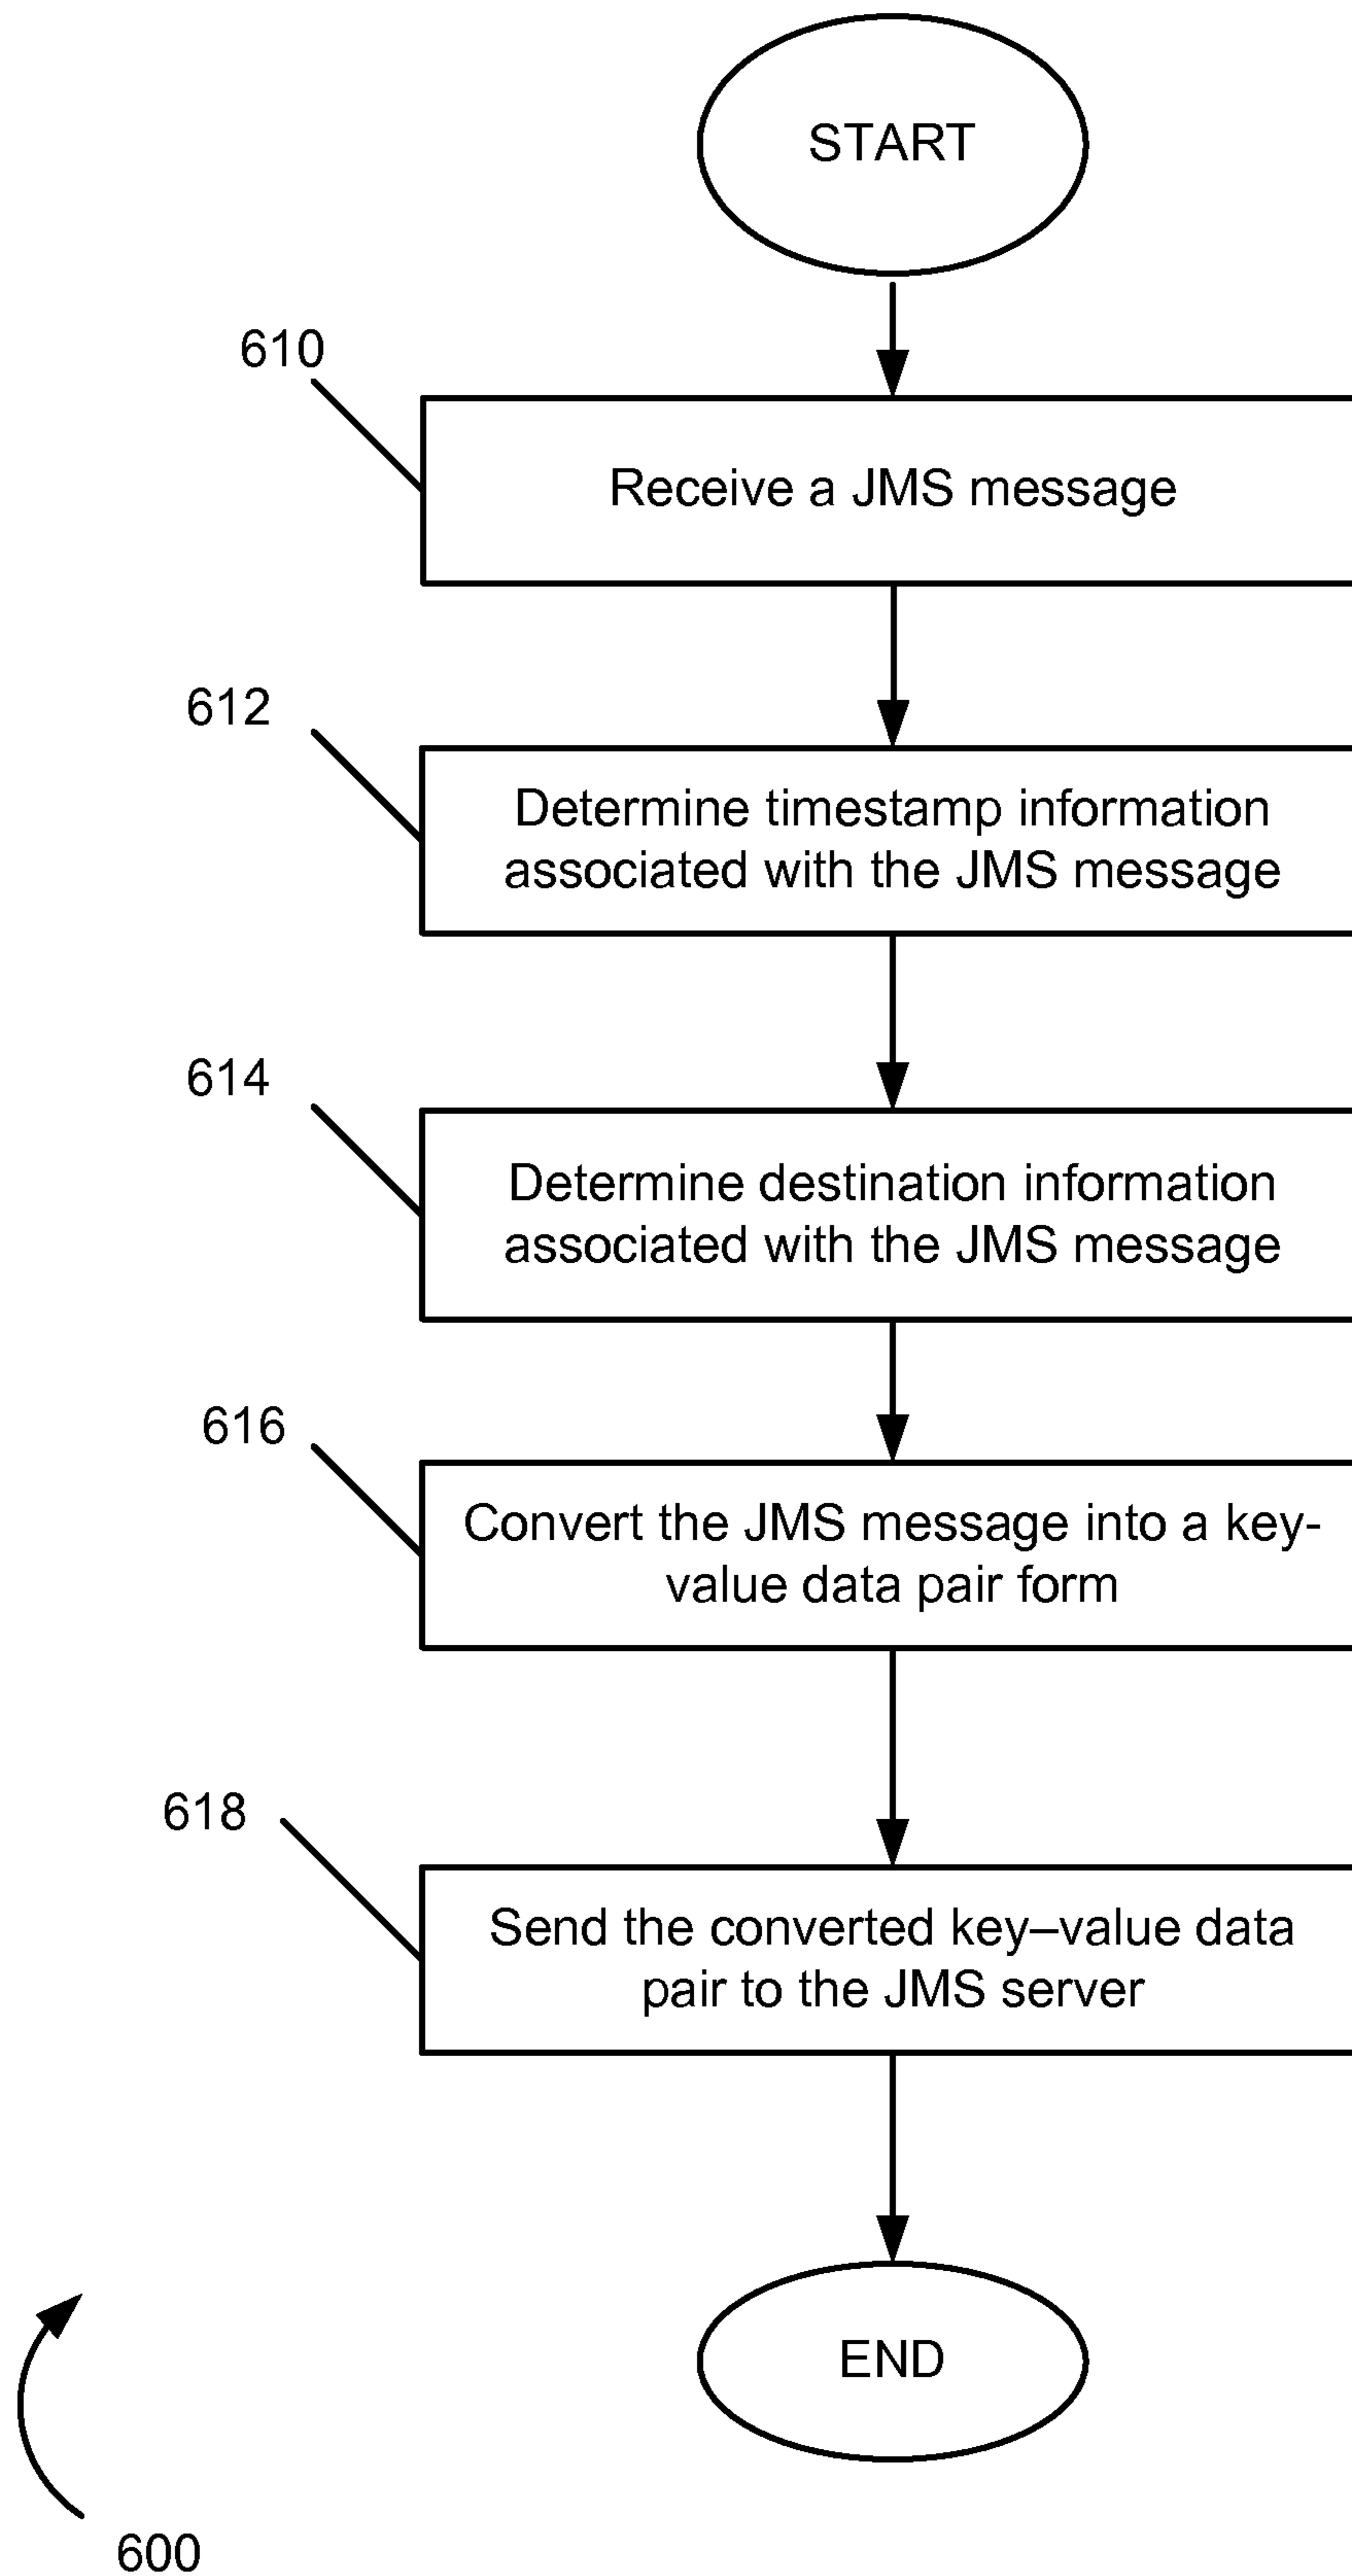 START
610
Receive a JMS message
612
Determine timestamp information
associated with the JMS message
614
Determine destination information
associated with the JMS message
616
Convert the JMS message into a key-
value data pair form
618
Send the converted key–value data
pair to the JMS server
END
600